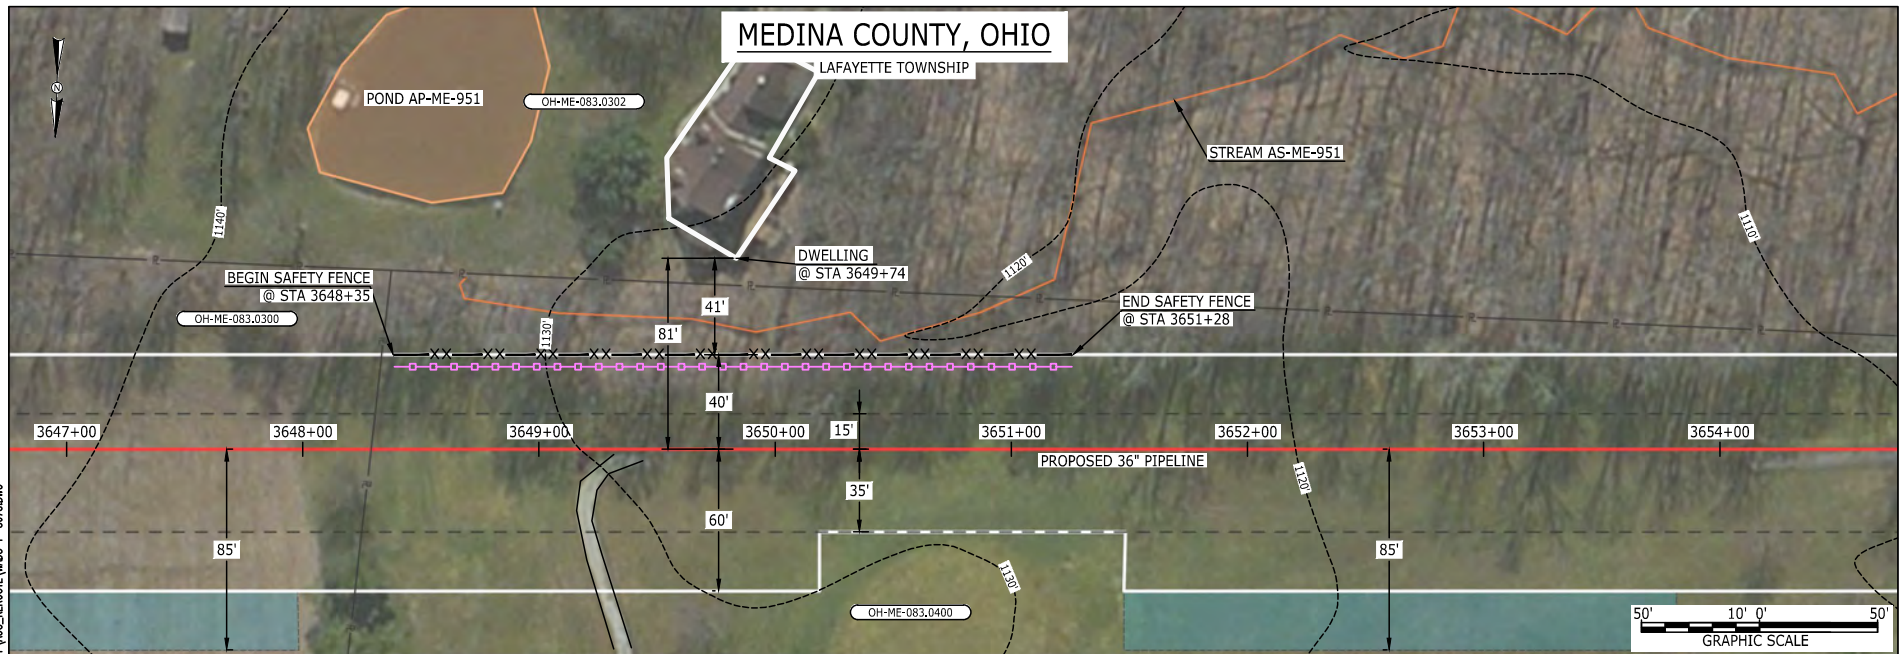 MEDINA COUNTY, OHIO
LAFAYETTE TOWNSHIP
POND AP-ME-951
OH-ME-083.0302
STREAM AS-ME-951
1140'
1110'
DWELLING
@ STA 3649+74
1120'
BEGIN SAFETY FENCE
@ STA 3648+35
41'
END SAFETY FENCE
@ STA 3651+28
OH-ME-083.0300
1130'
81'
40'
15'
3647+00
3648+00
3649+00
3650+00
3651+00
3652+00
3653+00
3654+00
PROPOSED 36" PIPELINE
1120'
35'
60'
85'
85'
1130'
OH-ME-083.0400
50' 10' 0' 50'
GRAPHIC SCALE